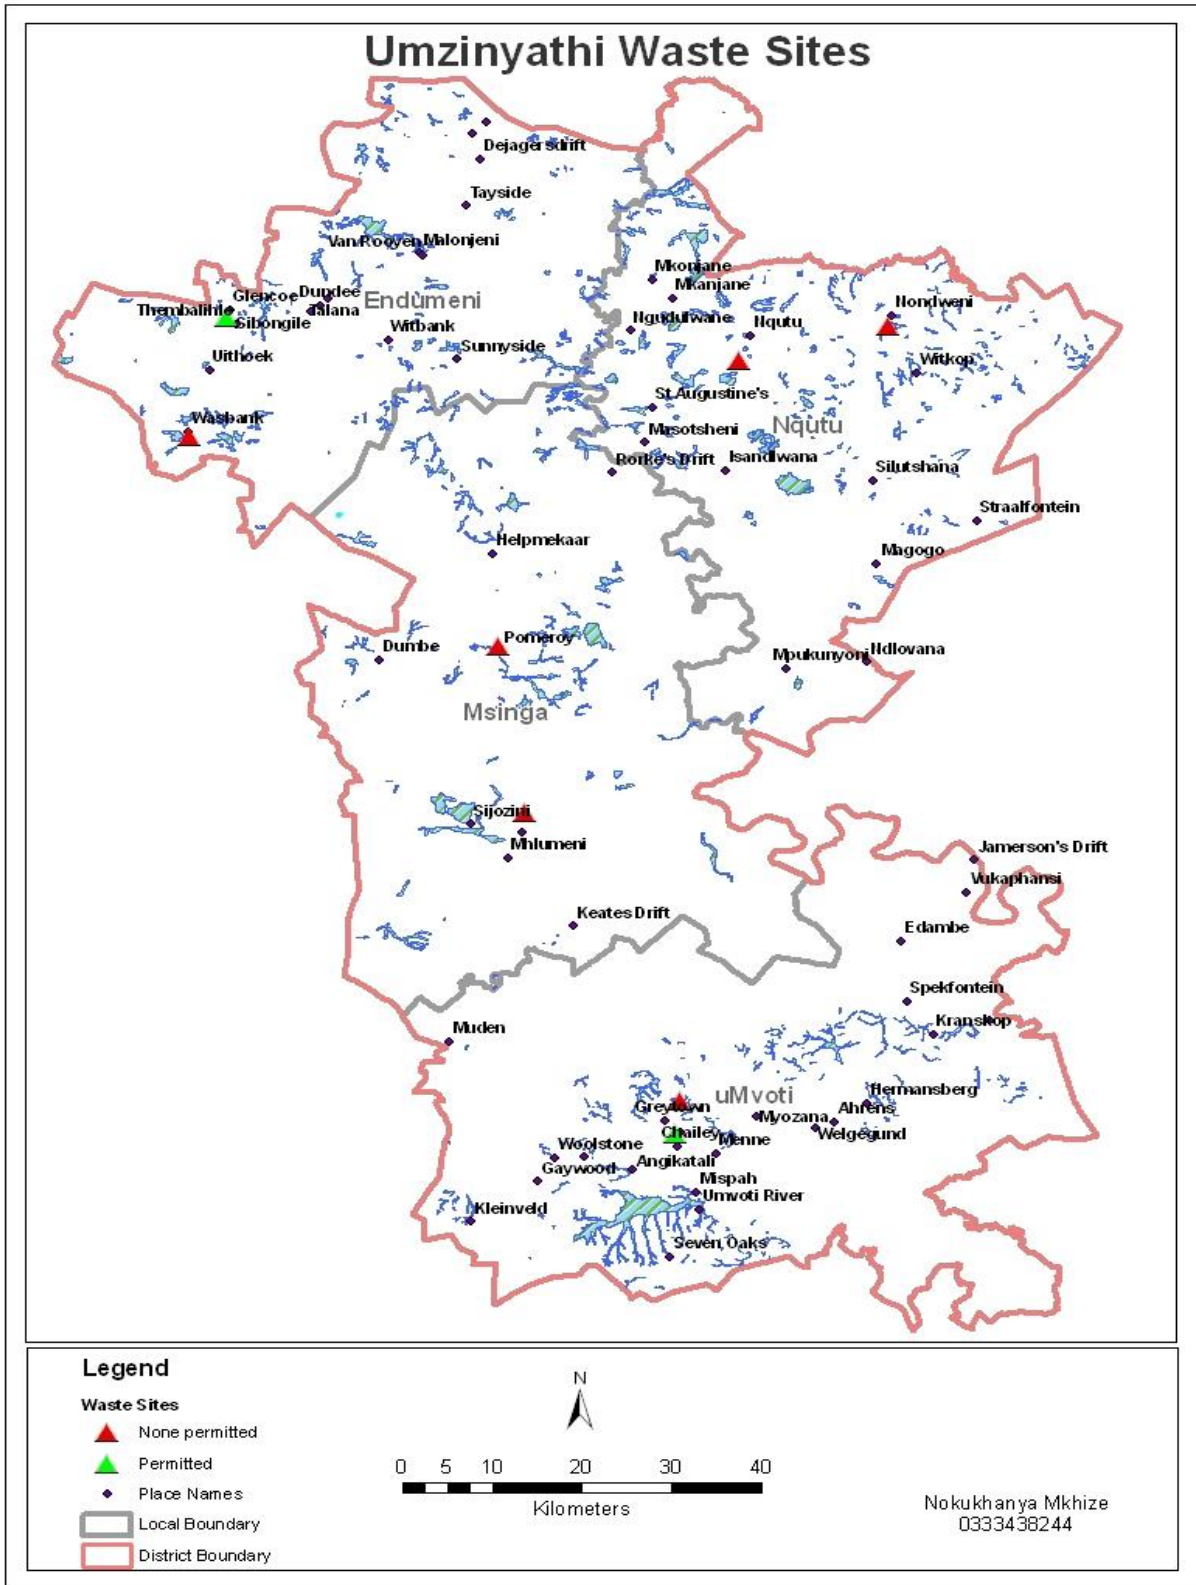 Umzinyathi Waste Sites
Dejagersdrift
Tayside
Van Rooyen
Malonjeni
Mkonjane
Mkanjane
Glencoe
Dundee
Endumeni
Nondweni
Thembalihle
Sibongile
Talana
Ngudulwane
Nqutu
Witbank
Sunnyside
Uithoek
Witkop
St Augustine's
Wasbank
Masotsheni
Nqutu
Rorke's Drift
Isandlwana
Silutshana
Straalfontein
Helpmekaar
Magogo
Pomeroy
Dumbe
Mpukunyoni
Ndlovana
Msinga
Sijozini
Mhlumeni
Jamerson's Drift
Vukaphansi
Keates Drift
Edambe
Spekfontein
Muden
Kranskop
uMvoti
Hermansberg
Greytown
Myozana
Ahrens
Chailey
Menne
Welgegund
Woolstone
Gaywood
Angikatali
Mispah
Umvoti River
Kleinveld
Seven Oaks
Legend
Waste Sites
None permitted
Permitted
Place Names
Local Boundary
District Boundary
N
0 5 10 20 30 40
Kilometers
Nokukhanya Mkhize
0333438244